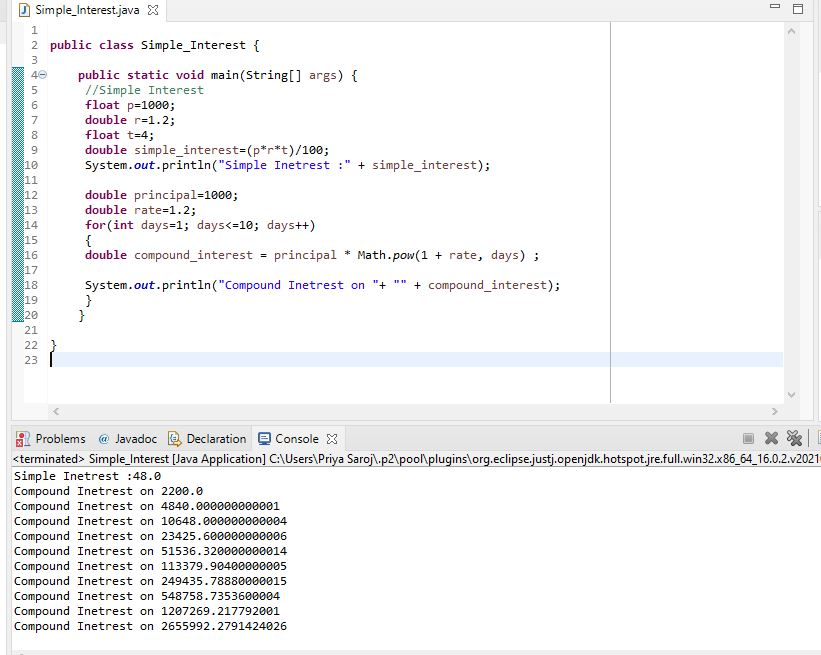 Simple_Interest.java
1
2 public class Simple_Interest {
3
4 public static void main(String[] args) {
5 //Simple Interest
6 float p=1000;
7 double r=1.2;
8 float t=4;
9 double simple_interest=(p*r*t)/100;
10 System.out.println("Simple Inetrest :" + simple_interest);
11
12 double principal=1000;
13 double rate=1.2;
14 for(int days=1; days<=10; days++)
15 {
16 double compound_interest = principal * Math.pow(1 + rate, days) ;
17
18 System.out.println("Compound Inetrest on "+ "" + compound_interest);
19 }
20 }
21
22 }
23
Problems @ Javadoc Declaration Console
<terminated> Simple_Interest [Java Application] C:\Users\Priya Saroj\.p2\pool\plugins\org.eclipse.justj.openjdk.hotspot.jre.full.win32.x86_64_16.0.2.v2021
Simple Inetrest :48.0
Compound Inetrest on 2200.0
Compound Inetrest on 4840.000000000001
Compound Inetrest on 10648.000000000004
Compound Inetrest on 23425.600000000006
Compound Inetrest on 51536.320000000014
Compound Inetrest on 113379.90400000005
Compound Inetrest on 249435.78880000015
Compound Inetrest on 548758.7353600004
Compound Inetrest on 1207269.217792001
Compound Inetrest on 2655992.2791424026